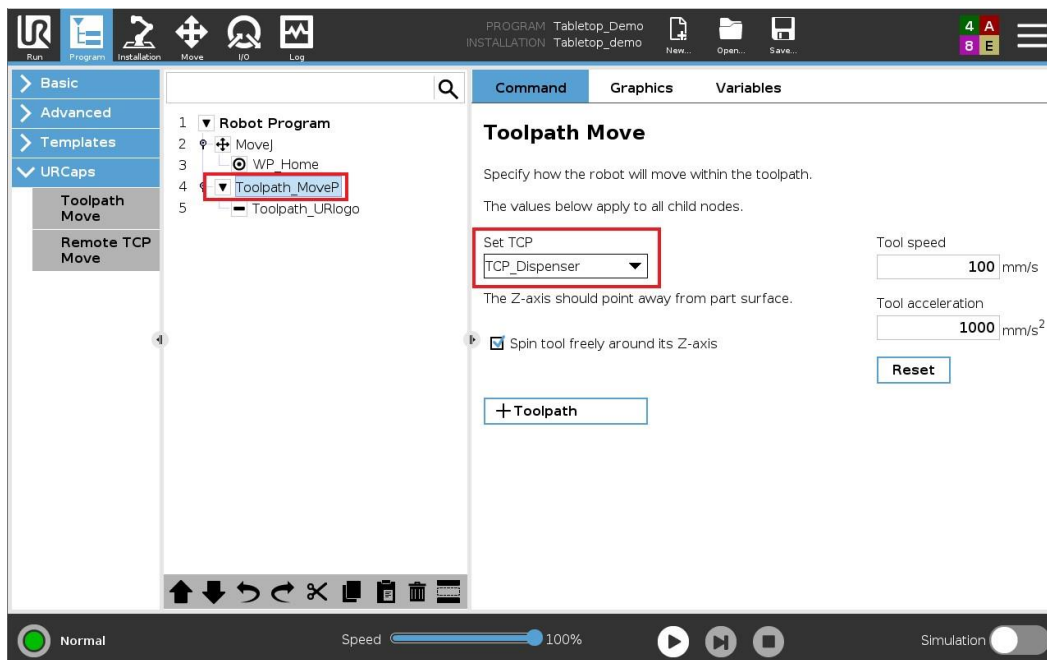 PROGRAM Tabletop_Demo
INSTALLATION Tabletop_demo
Run Program Installation Move I/O Log New... Open... Save...
4 A
8 E
Basic
Advanced
Templates
URCaps
Toolpath
Move
Remote TCP
Move
1 Robot Program
2 MoveJ
3 WP_Home
4 Toolpath_MoveP
5 Toolpath_URlogo
Command Graphics Variables
Toolpath Move
Specify how the robot will move within the toolpath.
The values below apply to all child nodes.
Set TCP
TCP_Dispenser
The Z-axis should point away from part surface.
Spin tool freely around its Z-axis
+Toolpath
Tool speed
100 mm/s
Tool acceleration
1000 mm/s²
Reset
Normal
Speed 100%
Simulation